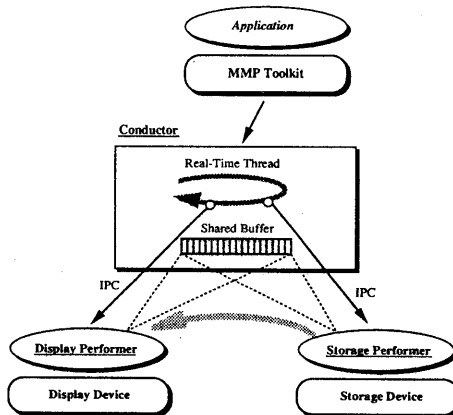 Application
MMP Toolkit
Conductor
Real-Time Thread
Shared Buffer
IPC
IPC
Display Performer
Storage Performer
Display Device
Storage Device